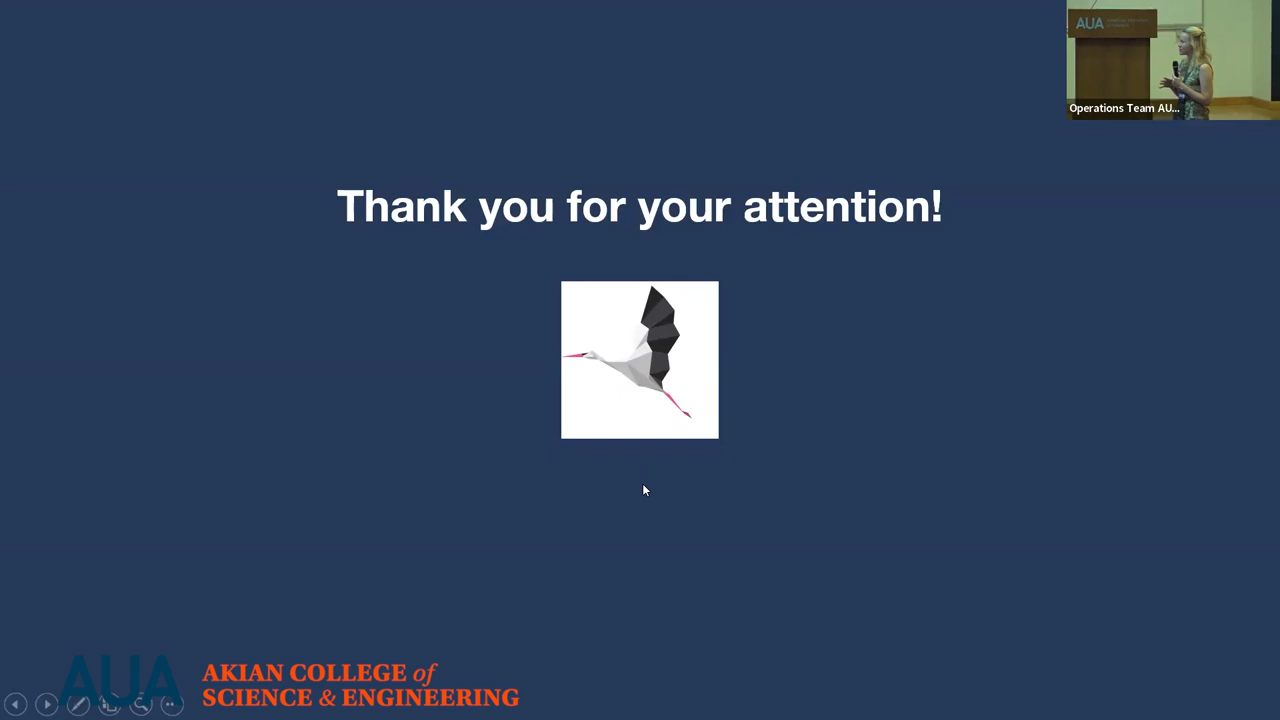 AUA
Operations Team AU...
Thank you for your attention!
AUA
AKIAN COLLEGE of
SCIENCE & ENGINEERING